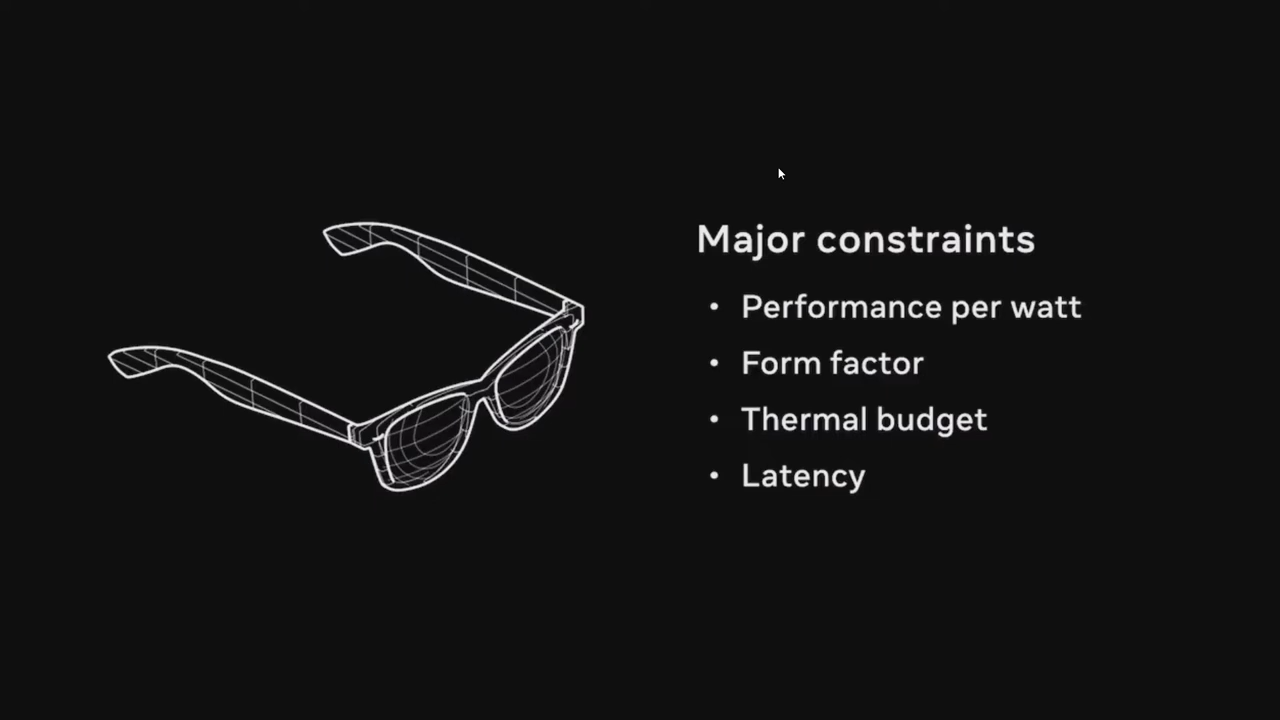 Major constraints
• Performance per watt
• Form factor
• Thermal budget
• Latency